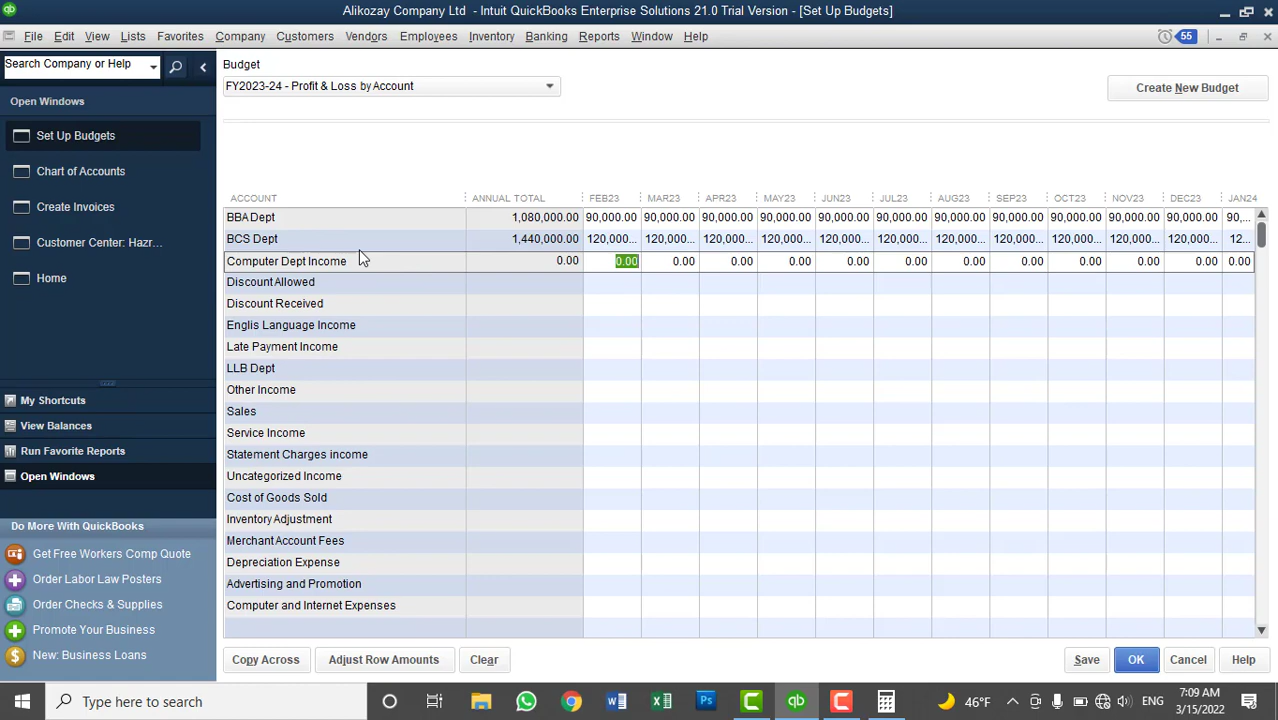 Alikozay Company Ltd - Intuit QuickBooks Enterprise Solutions 21.0 Trial Version - [Set Up Budgets]
File Edit View Lists Favorites Company Customers Vendors Employees Inventory Banking Reports Window Help 55
Search Company or Help
Open Windows
Set Up Budgets
Chart of Accounts
Create Invoices
Customer Center: Hazr...
Home
My Shortcuts
View Balances
Run Favorite Reports
Open Windows
Do More With QuickBooks
Get Free Workers Comp Quote
Order Labor Law Posters
Order Checks & Supplies
Promote Your Business
New: Business Loans
Budget
FY2023-24 - Profit & Loss by Account
Create New Budget
ACCOUNT ANNUAL TOTAL FEB23 MAR23 APR23 MAY23 JUN23 JUL23 AUG23 SEP23 OCT23 NOV23 DEC23 JAN24
BBA Dept 1,080,000.00 90,000.00 90,000.00 90,000.00 90,000.00 90,000.00 90,000.00 90,000.00 90,000.00 90,000.00 90,000.00 90,000.00 90,...
BCS Dept 1,440,000.00 120,000... 120,000... 120,000... 120,000... 120,000... 120,000... 120,000... 120,000... 120,000... 120,000... 120,000... 12...
Computer Dept Income 0.00 0.00 0.00 0.00 0.00 0.00 0.00 0.00 0.00 0.00 0.00 0.00 0.00
Discount Allowed
Discount Received
Englis Language Income
Late Payment Income
LLB Dept
Other Income
Sales
Service Income
Statement Charges income
Uncategorized Income
Cost of Goods Sold
Inventory Adjustment
Merchant Account Fees
Depreciation Expense
Advertising and Promotion
Computer and Internet Expenses
Copy Across Adjust Row Amounts Clear Save OK Cancel Help
Type here to search
46°F
ENG
7:09 AM
3/15/2022